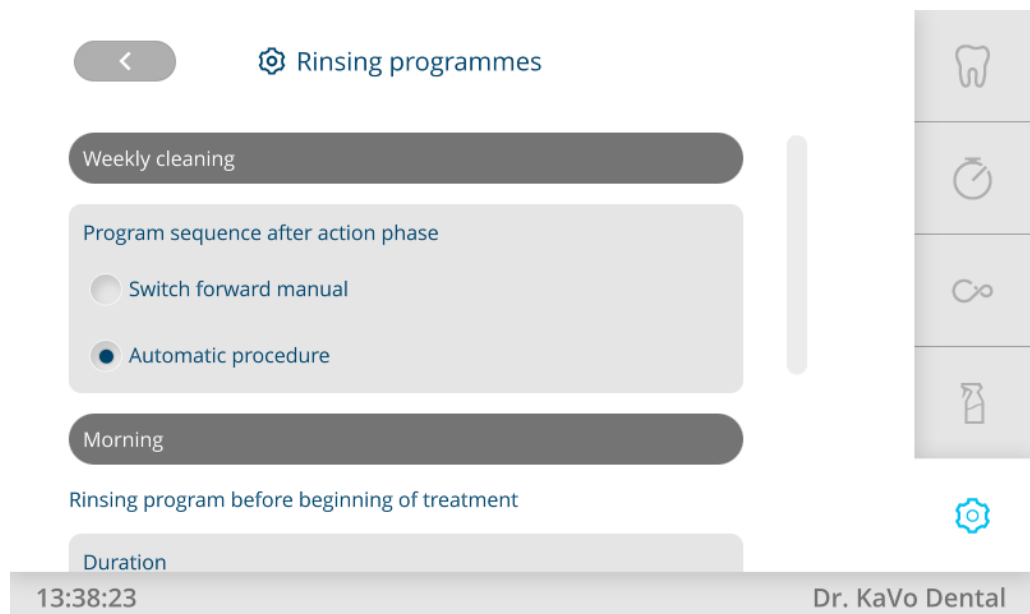 Rinsing programmes
Weekly cleaning
Program sequence after action phase
Switch forward manual
Automatic procedure
Morning
Rinsing program before beginning of treatment
Duration
13:38:23
Dr. KaVo Dental